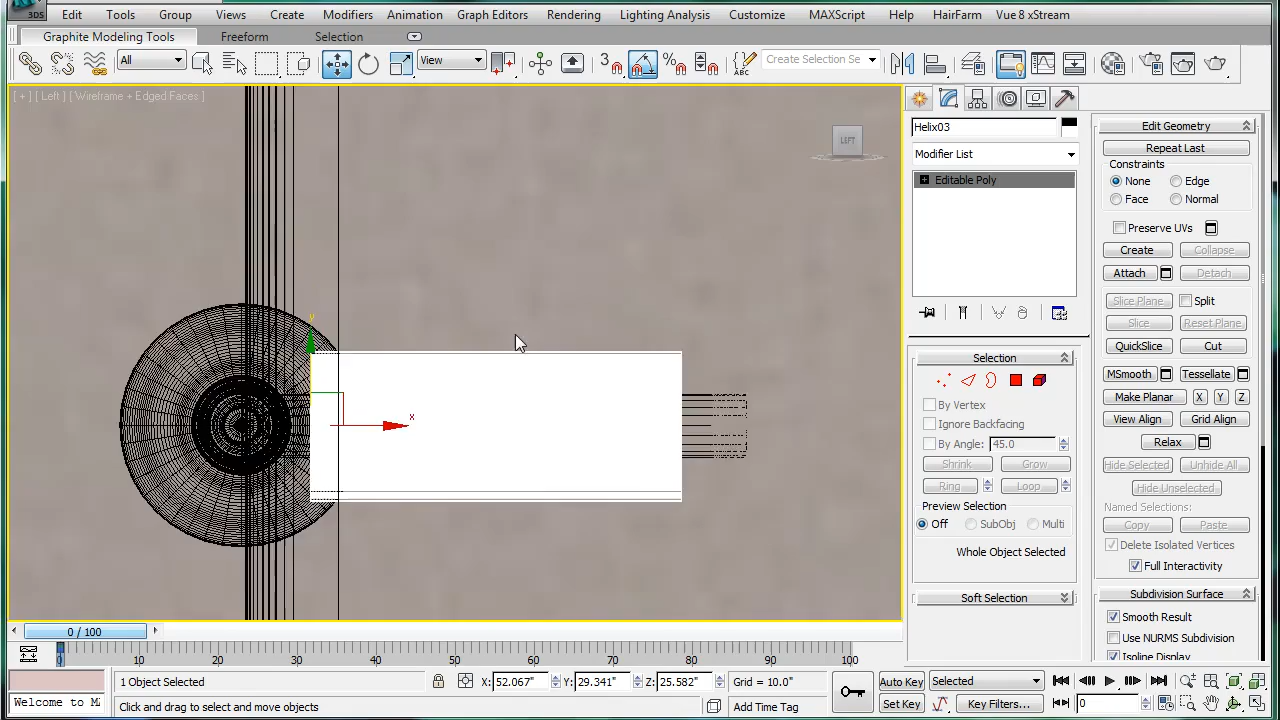 3DS
Edit Tools Group Views Create Modifiers Animation Graph Editors Rendering Lighting Analysis Customize MAXScript Help HairFarm Vue 8 xStream
Graphite Modeling Tools Freeform Selection
All View 3 % ABC Create Selection Se
[ + ] [ Left ] [ Wireframe + Edged Faces ]
LEFT
y
x
Helix03
Modifier List
Editable Poly
Selection
By Vertex
Ignore Backfacing
By Angle: 45.0
Shrink Grow
Ring Loop
Preview Selection
Off SubObj Multi
Whole Object Selected
Soft Selection
Edit Geometry
Repeat Last
Constraints
None Edge
Face Normal
Preserve UVs
Create Collapse
Attach Detach
Slice Plane Split
Slice Reset Plane
QuickSlice Cut
MSmooth Tessellate
Make Planar X Y Z
View Align Grid Align
Relax
Hide Selected Unhide All
Hide Unselected
Named Selections:
Copy Paste
Delete Isolated Vertices
Full Interactivity
Subdivision Surface
Smooth Result
Use NURMS Subdivision
Isoline Display
0 / 100
0 10 20 30 40 50 60 70 80 90 100
1 Object Selected X: 52.067" Y: 29.341" Z: 25.582" Grid = 10.0" Auto Key Selected
Welcome to M Click and drag to select and move objects Add Time Tag Set Key Key Filters... 0